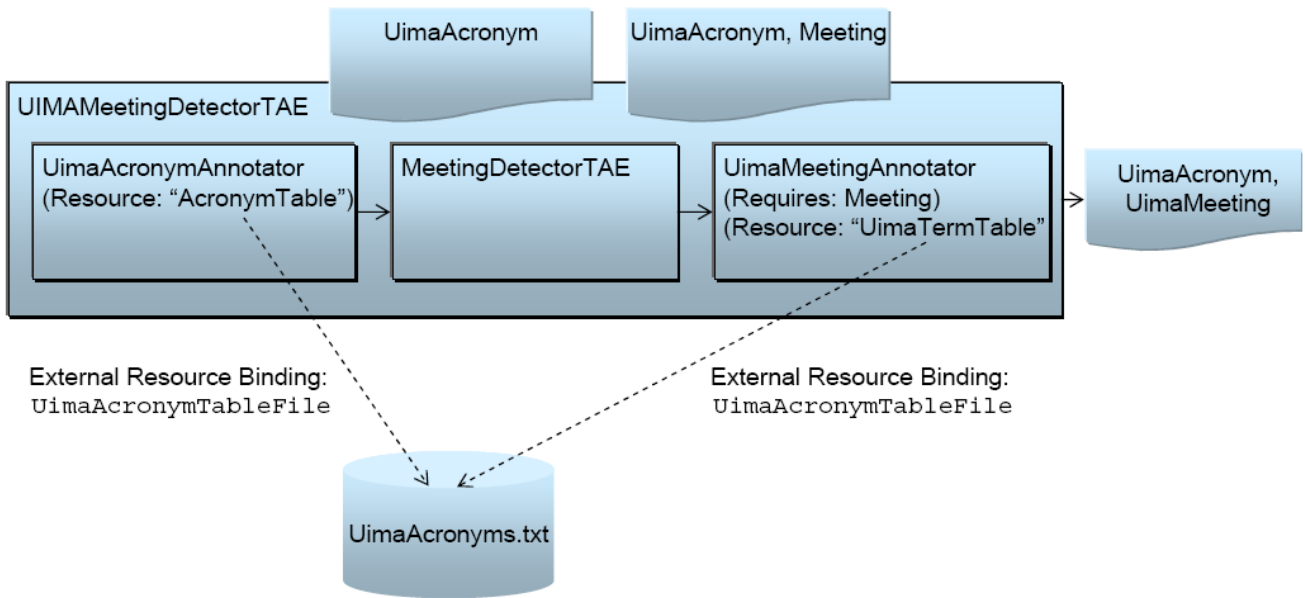 UimaAcronym
UimaAcronym, Meeting
UIMAMeetingDetectorTAE
UimaAcronymAnnotator
(Resource: “AcronymTable”)
MeetingDetectorTAE
UimaMeetingAnnotator
(Requires: Meeting)
(Resource: “UimaTermTable”
UimaAcronym,
UimaMeeting
External Resource Binding:
UimaAcronymTableFile
External Resource Binding:
UimaAcronymTableFile
UimaAcronyms.txt